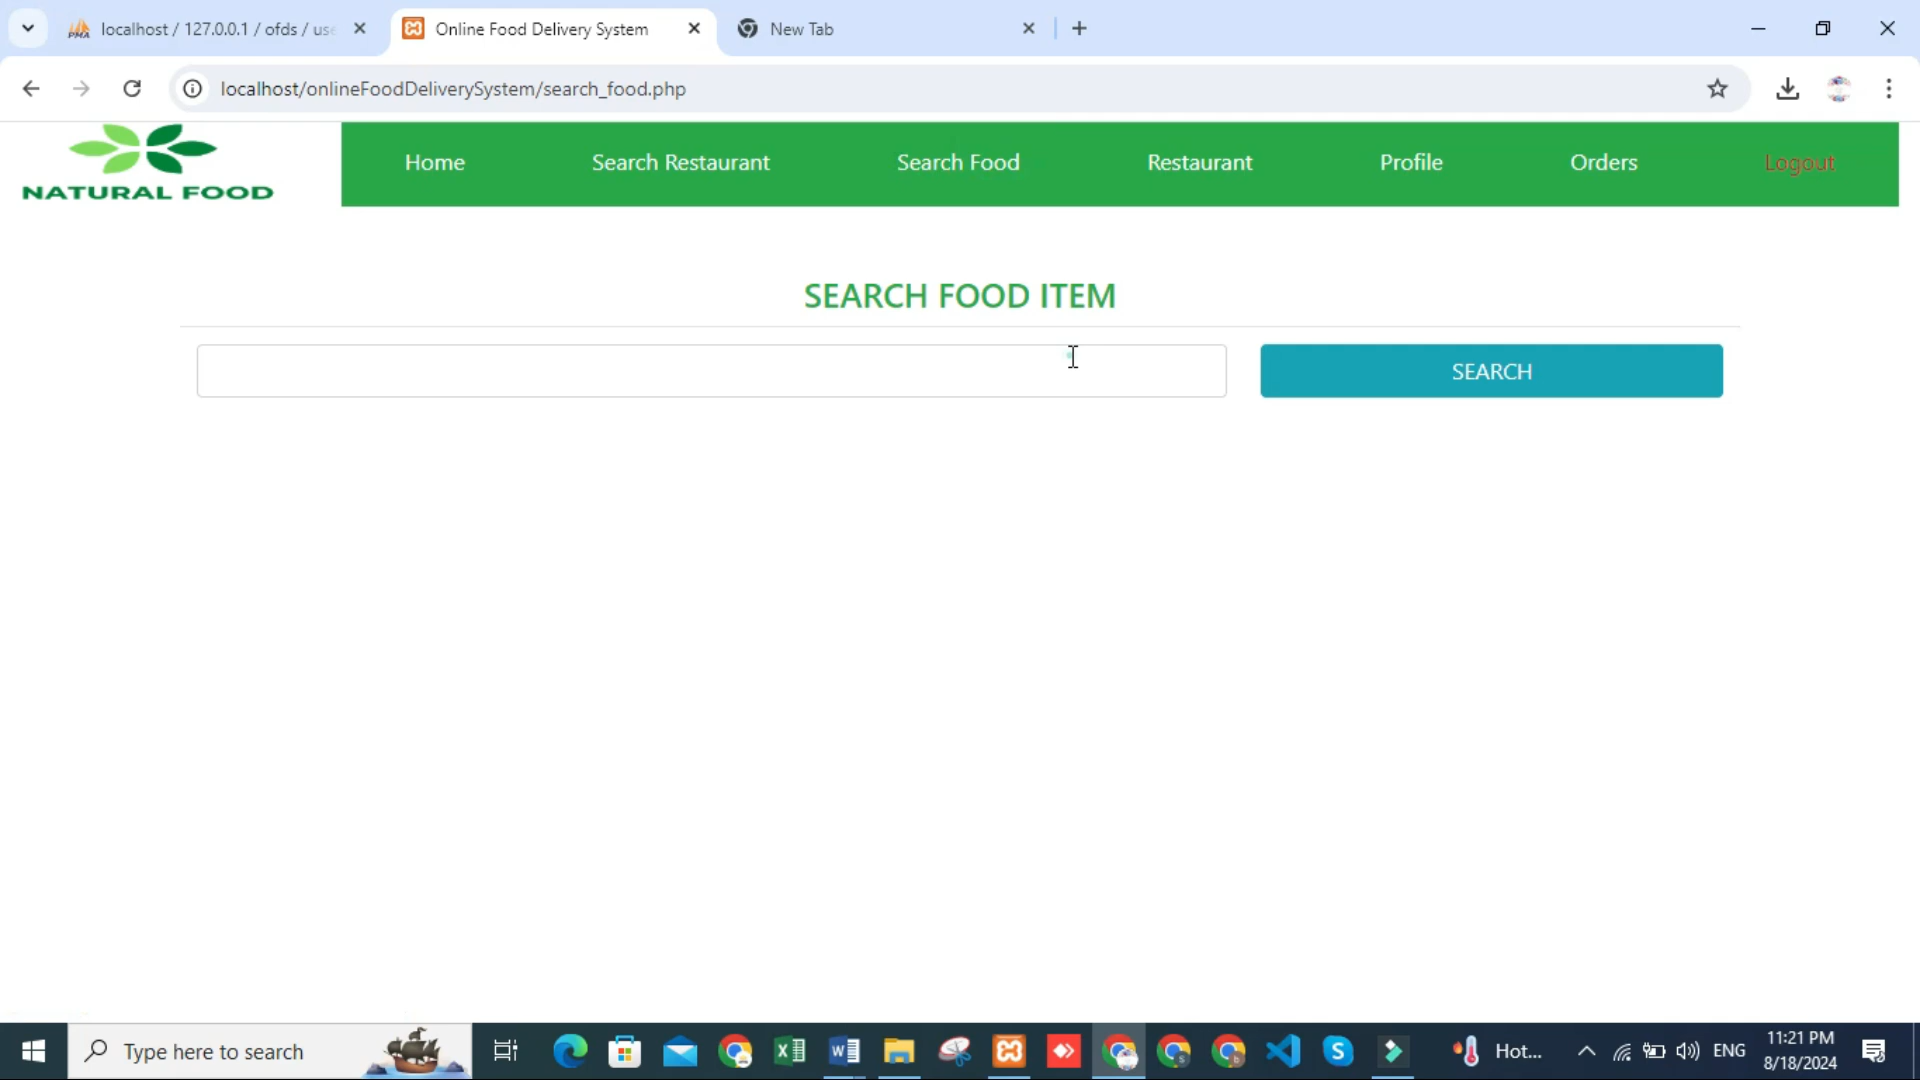 localhost / 127.0.0.1 / ofds / use
Online Food Delivery System
New Tab
localhost/onlineFoodDeliverySystem/search_food.php
NATURAL FOOD
Home
Search Restaurant
Search Food
Restaurant
Profile
Orders
Logout
SEARCH FOOD ITEM
SEARCH
Type here to search
Hot...
ENG
11:21 PM
8/18/2024